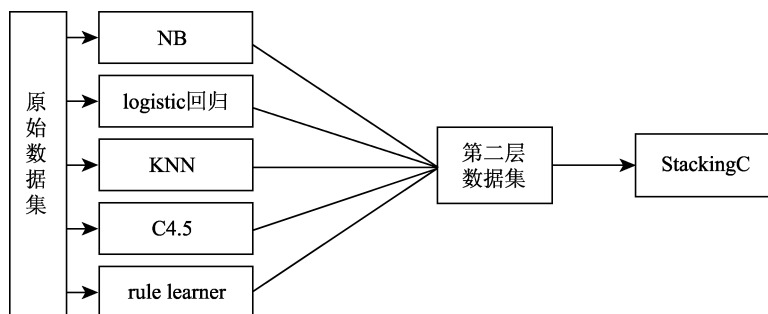 原始数据集
NB
logistic回归
KNN
C4.5
rule learner
第二层
数据集
StackingC